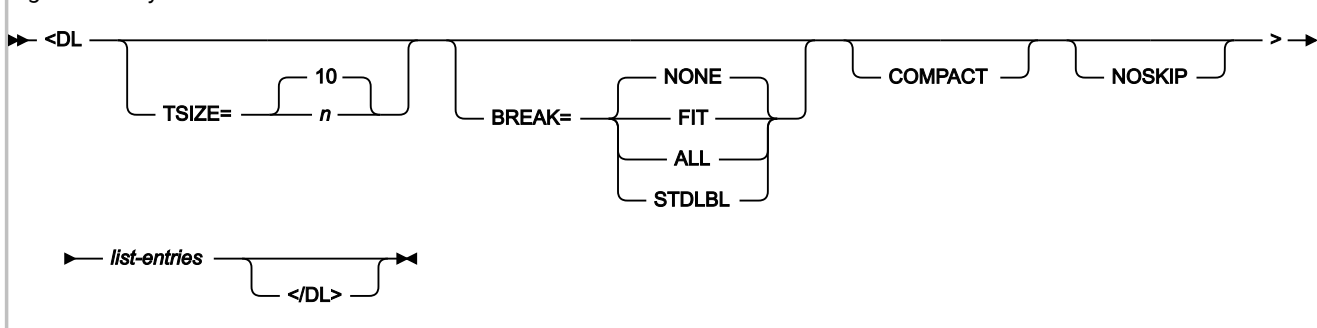 <DL
TSIZE=
10
n
BREAK=
NONE
FIT
ALL
STDLBL
COMPACT
NOSKIP
>
list-entries
</DL>